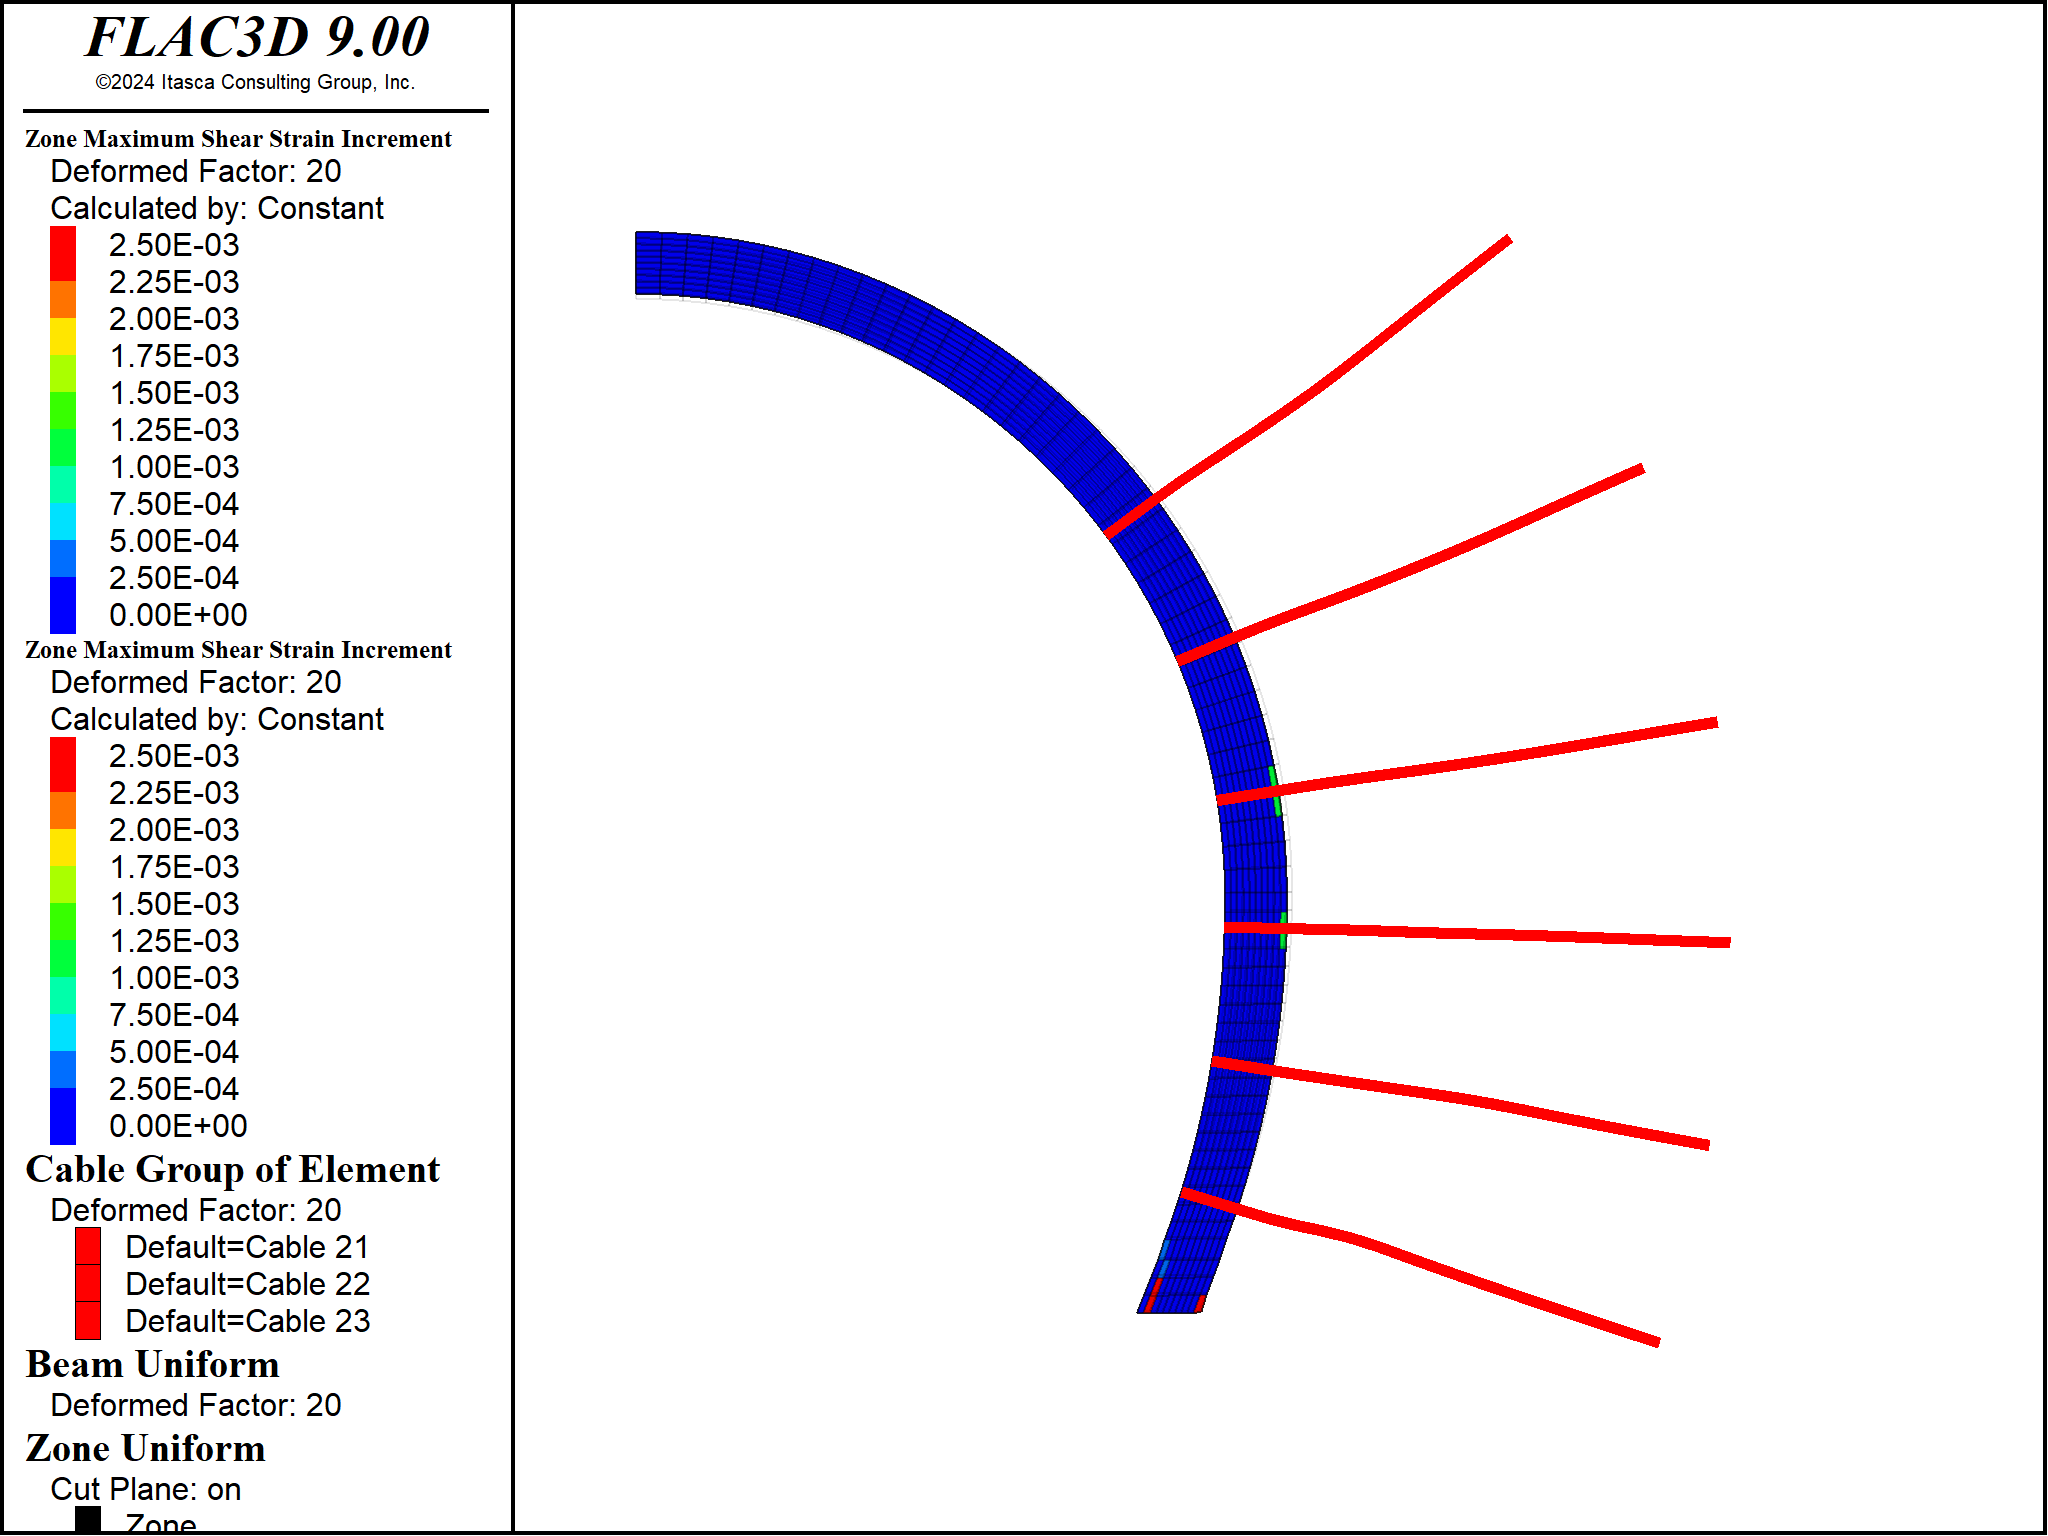 FLAC3D 9.00
©2024 Itasca Consulting Group, Inc.
Zone Maximum Shear Strain Increment
Deformed Factor: 20
Calculated by: Constant
2.50E-03
2.25E-03
2.00E-03
1.75E-03
1.50E-03
1.25E-03
1.00E-03
7.50E-04
5.00E-04
2.50E-04
0.00E+00
Zone Maximum Shear Strain Increment
Deformed Factor: 20
Calculated by: Constant
2.50E-03
2.25E-03
2.00E-03
1.75E-03
1.50E-03
1.25E-03
1.00E-03
7.50E-04
5.00E-04
2.50E-04
0.00E+00
Cable Group of Element
Deformed Factor: 20
Default=Cable 21
Default=Cable 22
Default=Cable 23
Beam Uniform
Deformed Factor: 20
Zone Uniform
Cut Plane: on
Zone